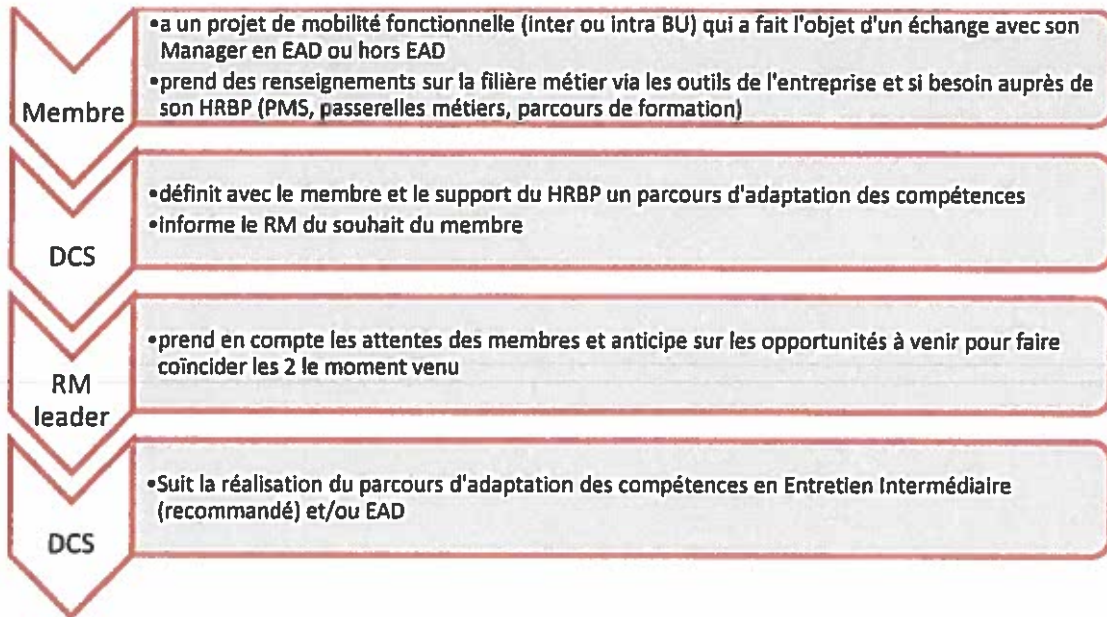 •a un projet de mobilité fonctionnelle (inter ou intra BU) qui a fait l'objet d'un échange avec son
Manager en EAD ou hors EAD
•prend des renseignements sur la filière métier via les outils de l'entreprise et si besoin auprès de
son HRBP (PMS, passerelles métiers, parcours de formation)
Membre
•définit avec le membre et le support du HRBP un parcours d'adaptation des compétences
•informe le RM du souhait du membre
DCS
•prend en compte les attentes des membres et anticipe sur les opportunités à venir pour faire
coïncider les 2 le moment venu
RM
leader
•Suit la réalisation du parcours d'adaptation des compétences en Entretien Intermédiaire
(recommandé) et/ou EAD
DCS